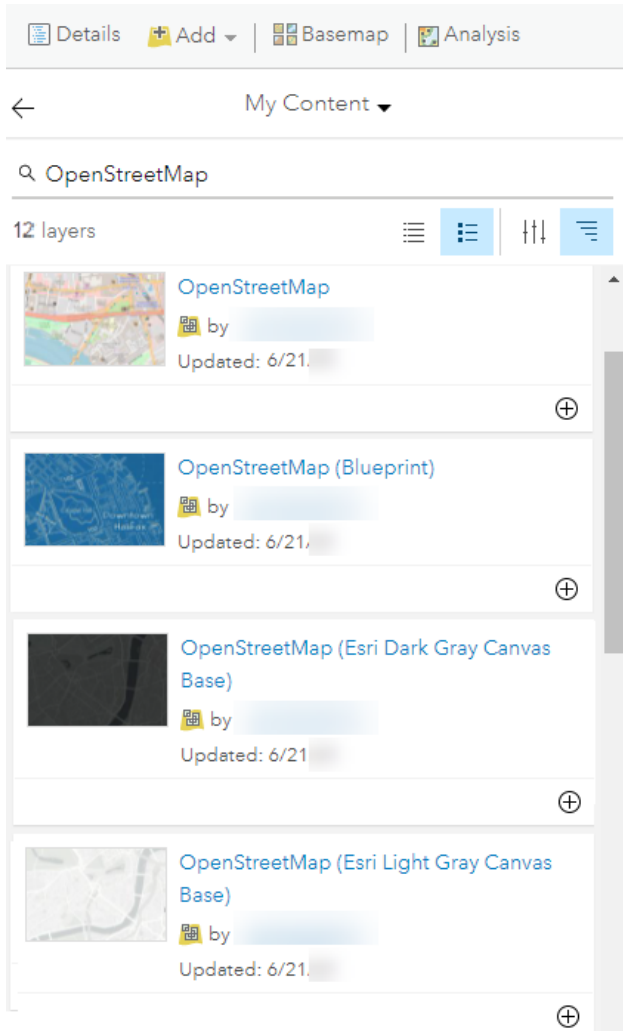 Details Add Basemap Analysis
My Content
OpenStreetMap
12 layers
OpenStreetMap
by
Updated: 6/21
OpenStreetMap (Blueprint)
by
Updated: 6/21/
OpenStreetMap (Esri Dark Gray Canvas
Base)
by
Updated: 6/21
OpenStreetMap (Esri Light Gray Canvas
Base)
by
Updated: 6/21